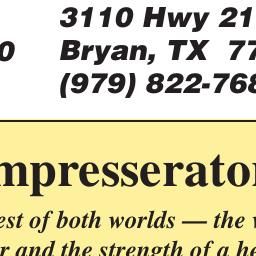 3110 Hwy 21
0 Bryan, TX 77
(979) 822-768
mpresserator
est of both worlds — the
r and the strength of a he